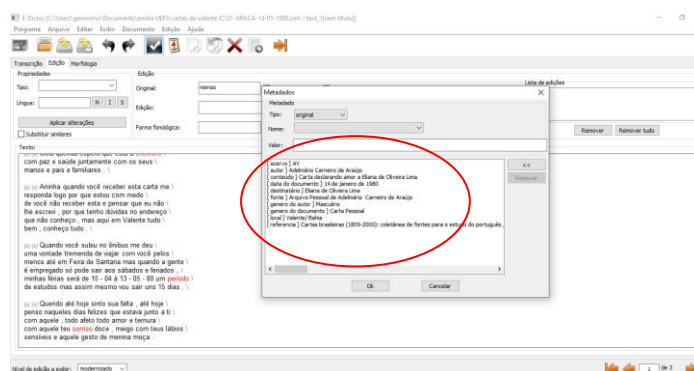 E-Dictor [C:\Users\geronimo\Documents\emilia UEFS\cartas de valente IC\01-APACA-14-01-1980.xml :: text_1(sem título)]
Programa Arquivo Editar Exibir Documento Edição Ajuda
Transcrição Edição Morfologia
Propriedades
Tipo:
Língua:
N I S
Aplicar alterações
Substituir similares
Edição
Original:
menos
Edição:
Forma fonológica:
Lista de edições
Remover Remover tudo
Texto:
com paz e saúde juntamente com os seus \
manos e pais e familiares . \
Aninha quando você receber esta carta me \
responda logo por que estou com medo \
de você não receber esta e pensar que eu não \
lhe escrevi , por que tenho dúvidas no endereço \
que não conheço , mas aqui em Valente tudo \
bem , conheço tudo . \
Quando você subiu no ônibus me deu \
uma vontade tremenda de viajar com você pelos \
menos até em Feira de Santana mas quando a gente \
é empregado só pode sair aos sábados e feriados , \
minhas férias será de 15 - 04 à 13 - 05 - 80 um período \
de estudos mas assim mesmo vou sair uns 15 dias . \
Querido até hoje sinto sua falta , até hoje \
penso naqueles dias felizes que estava junto a ti \
com aquele , todo afeto todo amor e ternura \
com aquele teu sorriso doce , meigo com teus lábios \
sensíveis e aquele gesto de menina moça .
Metadados
Metadado
Tipo: original
Nome:
Valor:
[ acervo ] AV
[ autor ] Adelmário Carneiro de Araújo
[ conteúdo ] Carta declarando amor a Eliana de Oliveira Lima
[ data do documento ] 14 de janeiro de 1980
[ destinatário ] Eliana de Oliveira Lima
[ fonte ] Arquivo Pessoal de Adelmário Carneiro de Araújo
[ genero do autor ] Masculino
[ genero do documento ] Carta Pessoal
[ local ] Valente/Bahia
[ referencia ] Cartas brasileiras (1809-2000): coletânea de fontes para o estudo do português
<<
Remover
Ok Cancelar
Nível de edição a exibir: modernizado
1 de 3